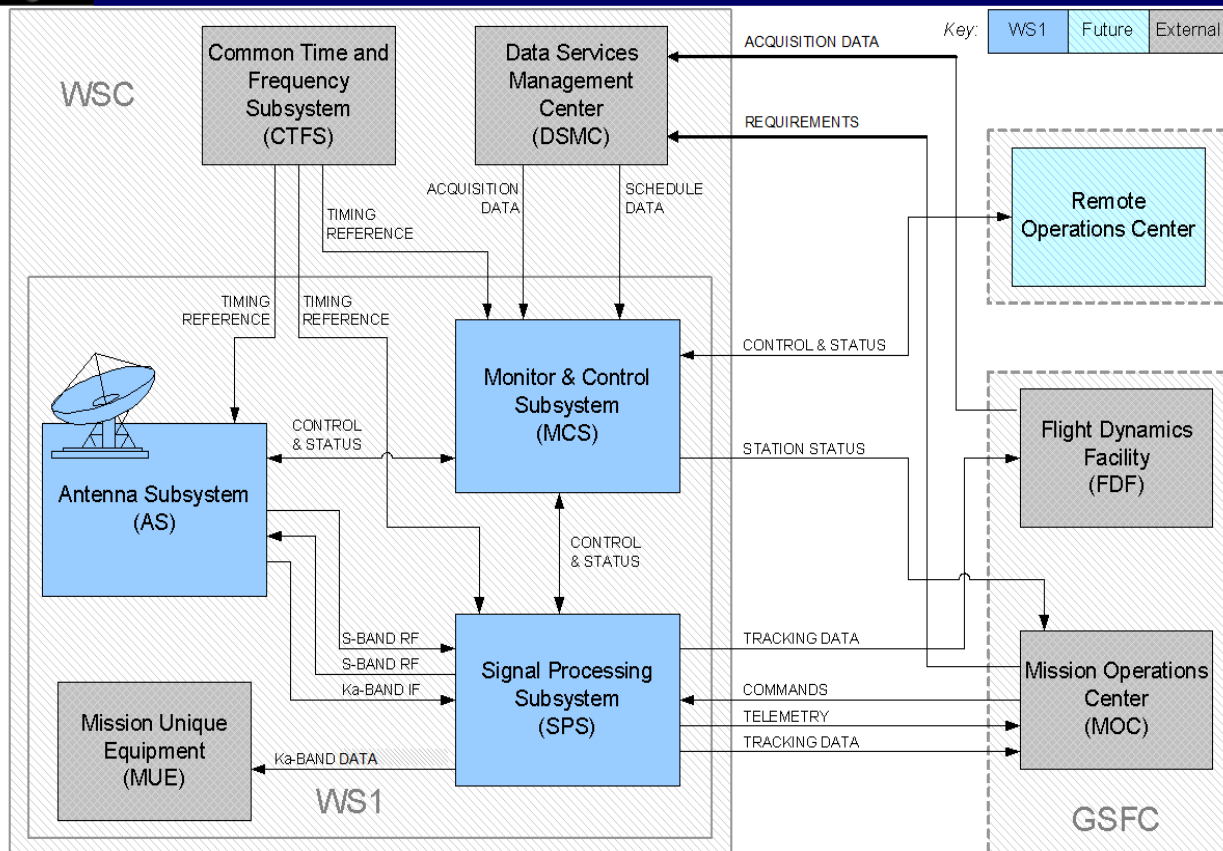 Key:
WS1
Future
External
WSC
Common Time and
Frequency
Subsystem
(CTFS)
Data Services
Management
Center
(DSMC)
ACQUISITION DATA
REQUIREMENTS
Remote
Operations Center
ACQUISITION
DATA
SCHEDULE
DATA
TIMING
REFERENCE
TIMING
REFERENCE
TIMING
REFERENCE
Monitor & Control
Subsystem
(MCS)
CONTROL & STATUS
CONTROL
& STATUS
STATION STATUS
Flight Dynamics
Facility
(FDF)
Antenna Subsystem
(AS)
CONTROL
& STATUS
S-BAND RF
S-BAND RF
Ka-BAND IF
Signal Processing
Subsystem
(SPS)
TRACKING DATA
COMMANDS
TELEMETRY
TRACKING DATA
Mission Operations
Center
(MOC)
Mission Unique
Equipment
(MUE)
Ka-BAND DATA
WS1
GSFC